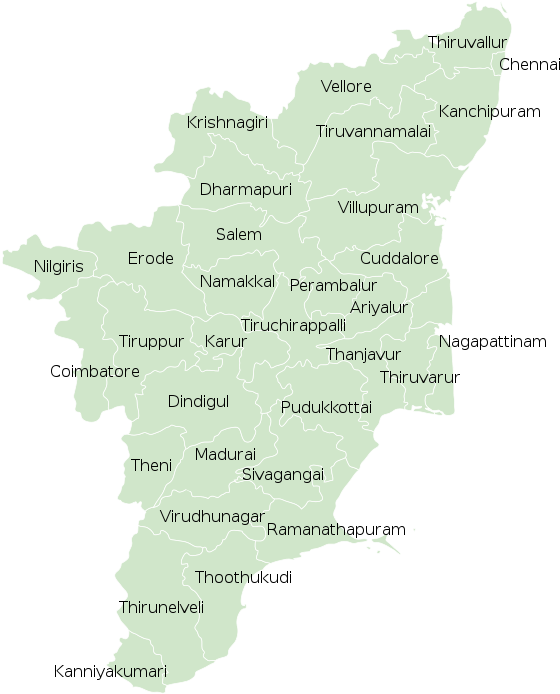 Thiruvallur
Chennai
Vellore
Kanchipuram
Krishnagiri
Tiruvannamalai
Dharmapuri
Villupuram
Salem
Erode
Cuddalore
Nilgiris
Namakkal
Perambalur
Ariyalur
Tiruchirappalli
Tiruppur
Karur
Nagapattinam
Thanjavur
Coimbatore
Thiruvarur
Dindigul
Pudukkottai
Madurai
Theni
Sivagangai
Virudhunagar
Ramanathapuram
Thoothukudi
Thirunelveli
Kanniyakumari